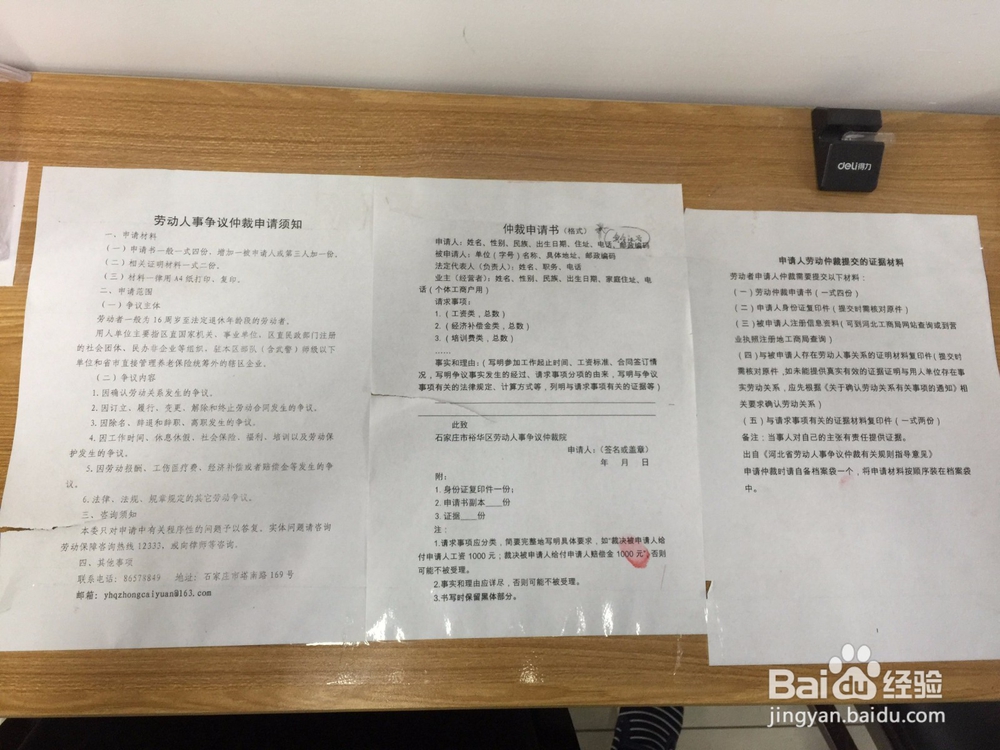 劳动人事争议仲裁申请须知
一、申请材料
（一）申请书一般一式四份，增加一被申请人或第三人加一份。
（二）相关证明材料一式二份。
（三）材料一律用A4纸打印、复印。
二、申请范围
（一）争议主体
劳动者一般为16周岁至法定退休年龄段的劳动者。
用人单位主要指区直国家机关、事业单位、区直民政部门注册
的社会团体、民办非企业等组织，驻本区部队（含武警）师级以下
单位和省市直接管理养老保险统筹外的辖区企业。
（二）争议内容
1.因确认劳动关系发生的争议。
2.因订立、履行、变更、解除和终止劳动合同发生的争议。
3.因除名、辞退和辞职、离职发生的争议。
4.因工作时间、休息休假、社会保险、福利、培训以及劳动保
护发生的争议。
5.因劳动报酬、工伤医疗费、经济补偿或者赔偿金等发生的争
议。
6.法律、法规、规章规定的其它劳动争议。
三、咨询须知
本委只对申请中有关程序性的问题予以答复。实体问题请咨询
劳动保障咨询热线12333、或向律师等咨询。
四、其他事项
联系电话：86578849 地址：石家庄市塔南路169号
邮箱：yhqzhongcaiyuan@163.com
仲裁申请书（格式）
申请人：姓名、性别、民族、出生日期、住址、电话、邮政编码
被申请人：单位（字号）名称、具体地址、邮政编码
法定代表人（负责人）：姓名、职务、电话
业主（经营者）：姓名、性别、民族、出生日期、家庭住址、电
话（个体工商户用）
请求事项：
1.（工资类、总数）
2.（经济补偿金类、总数）
3.（培训费类、总数）
……
事实和理由：（写明参加工作起止时间、工资标准、合同签订情
况，写明争议事实发生的经过、请求事项分项的由来，写明与争议
事项有关的法律规定、计算方式等，列明与请求事项有关的证据等）
此致
石家庄市裕华区劳动人事争议仲裁院
申请人：（签名或盖章）
年 月 日
附：
1.身份证复印件一份；
2.申请书副本___份
3.证据___份
注：
1.请求事项应分类，简要完整地写明具体要求，如“裁决被申请人给
付申请人工资1000元；裁决被申请人给付申请人赔偿金1000元”，否则
可能不被受理。
2.事实和理由应详尽，否则可能不被受理。
3.书写时保留黑体部分。
申请人劳动仲裁提交的证据材料
劳动者申请人仲裁需要提交以下材料：
（一）劳动仲裁申请书（一式四份）
（二）申请人身份证复印件（提交时需核对原件）
（三）被申请人注册信息资料（可到河北工商局网站查询或到营
业执照注册地工商局查询）
（四）与被申请人存在劳动人事关系的证明材料复印件（提交时
需核对原件，如未能提供真实有效的证据证明与用人单位存在事
实劳动关系，应先根据《关于确认劳动关系有关事项的通知》相
关要求确认劳动关系）
（五）与请求事项有关的证据材料复印件（一式两份）
备注：当事人对自己的主张有责任提供证据。
出自《河北省劳动人事争议仲裁有关规则指导意见》
申请仲裁时请自备档案袋一个，将申请材料按顺序装在档案袋
中。
deli得力
Baidu经验
jingyan.baidu.com